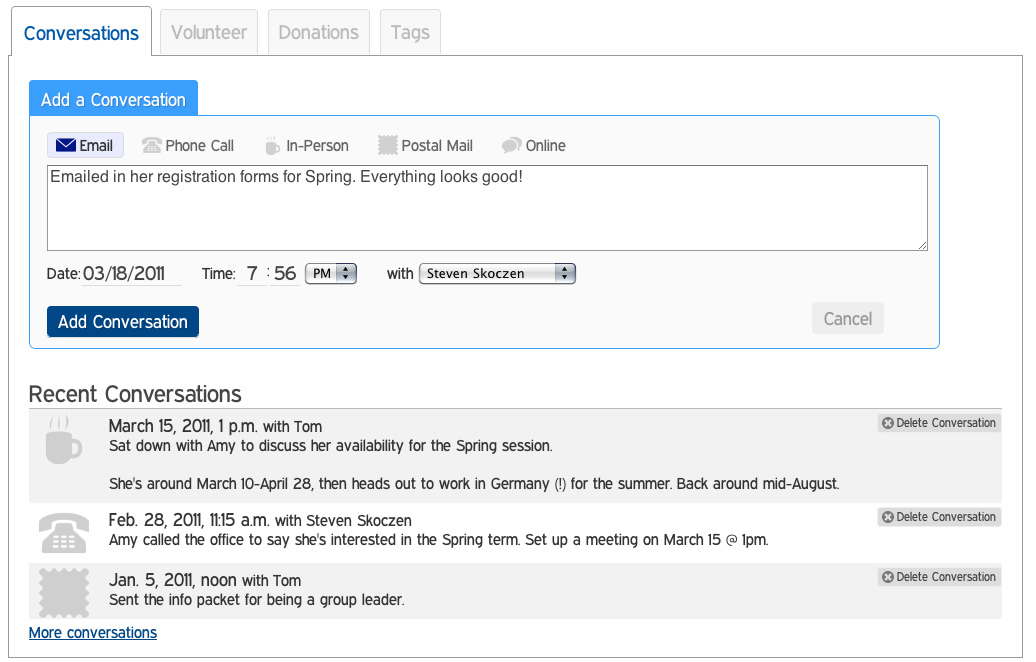 Conversations Volunteer Donations Tags
Add a Conversation
Email Phone Call In-Person Postal Mail Online
Emailed in her registration forms for Spring. Everything looks good!
Date: 03/18/2011 Time: 7 : 56 PM with Steven Skoczen
Add Conversation Cancel
Recent Conversations
March 15, 2011, 1 p.m. with Tom Delete Conversation
Sat down with Amy to discuss her availability for the Spring session.
She's around March 10-April 28, then heads out to work in Germany (!) for the summer. Back around mid-August.
Feb. 28, 2011, 11:15 a.m. with Steven Skoczen Delete Conversation
Amy called the office to say she's interested in the Spring term. Set up a meeting on March 15 @ 1pm.
Jan. 5, 2011, noon with Tom Delete Conversation
Sent the info packet for being a group leader.
More conversations